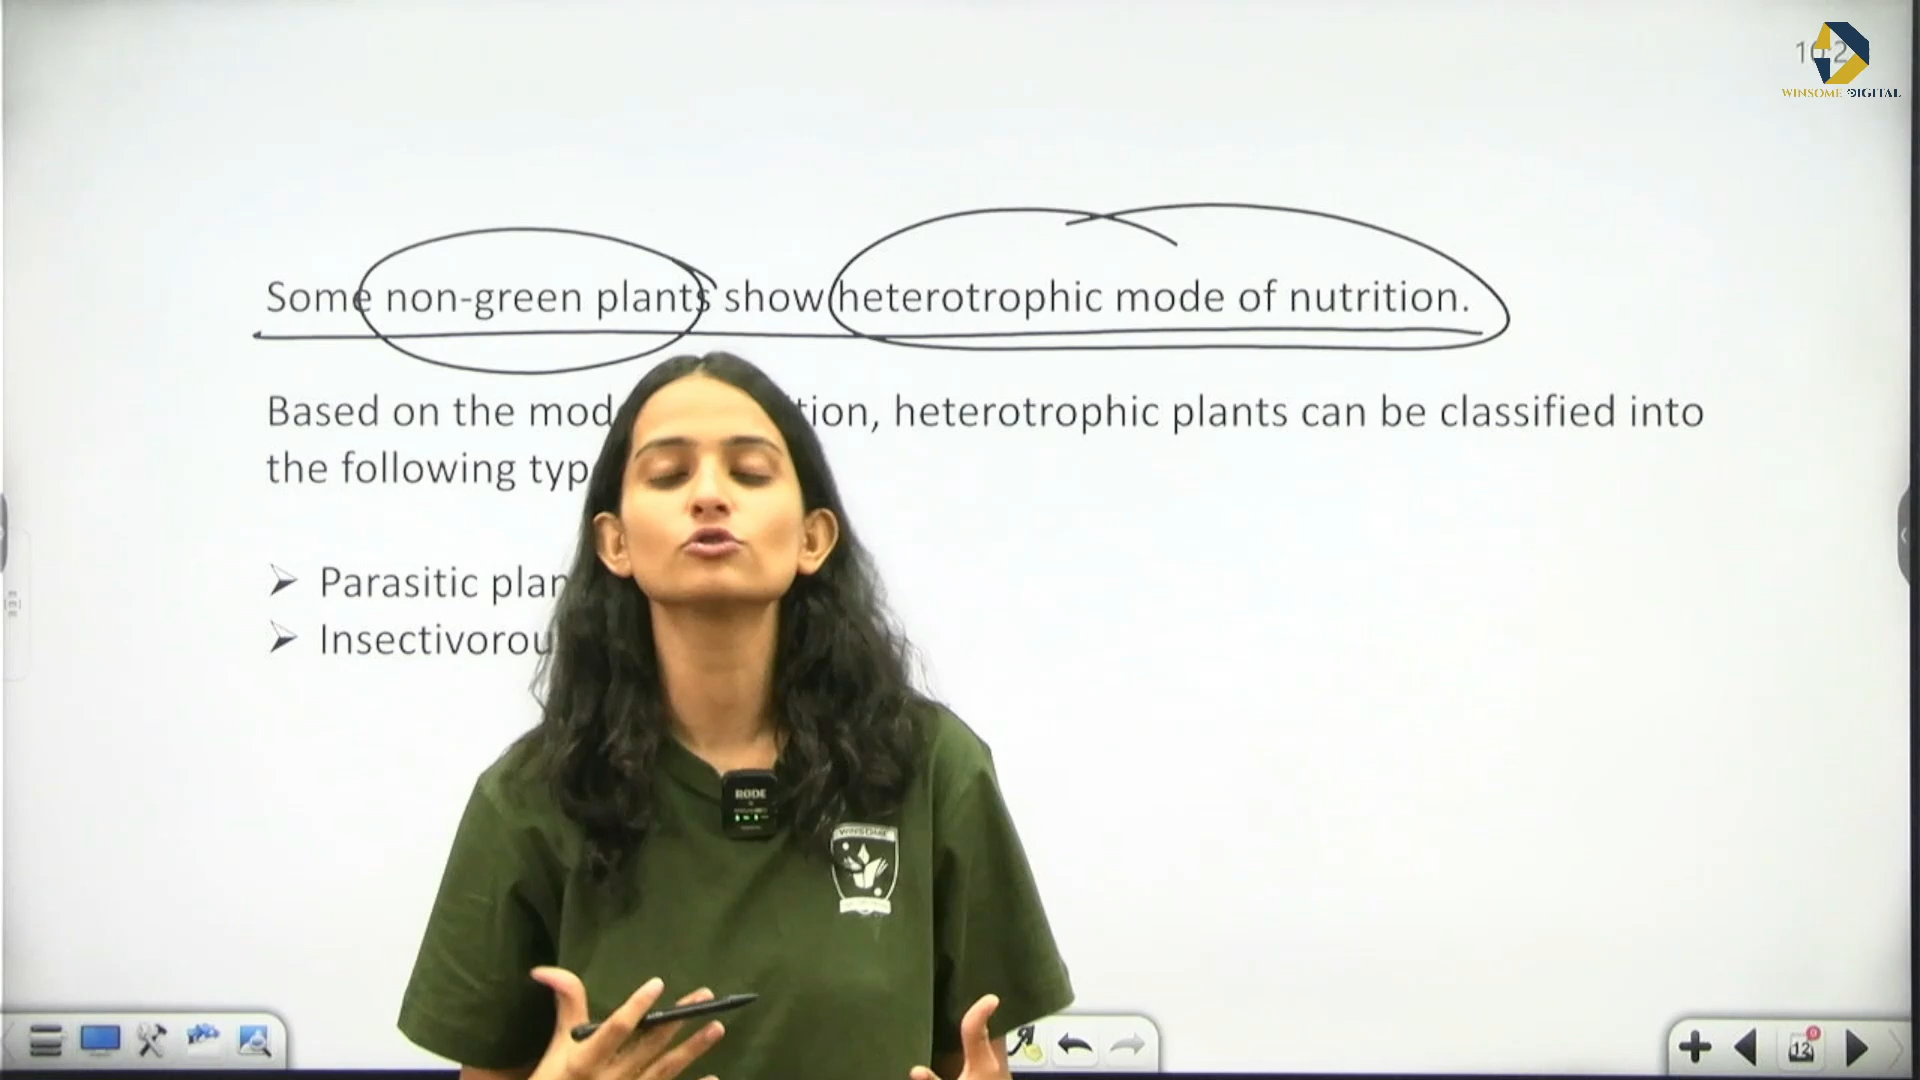 WINSOME DIGITAL
Some non-green plants show heterotrophic mode of nutrition.
Based on the mod tion, heterotrophic plants can be classified into
the following typ
Parasitic plan
Insectivorou
RODE
WINSOME
12